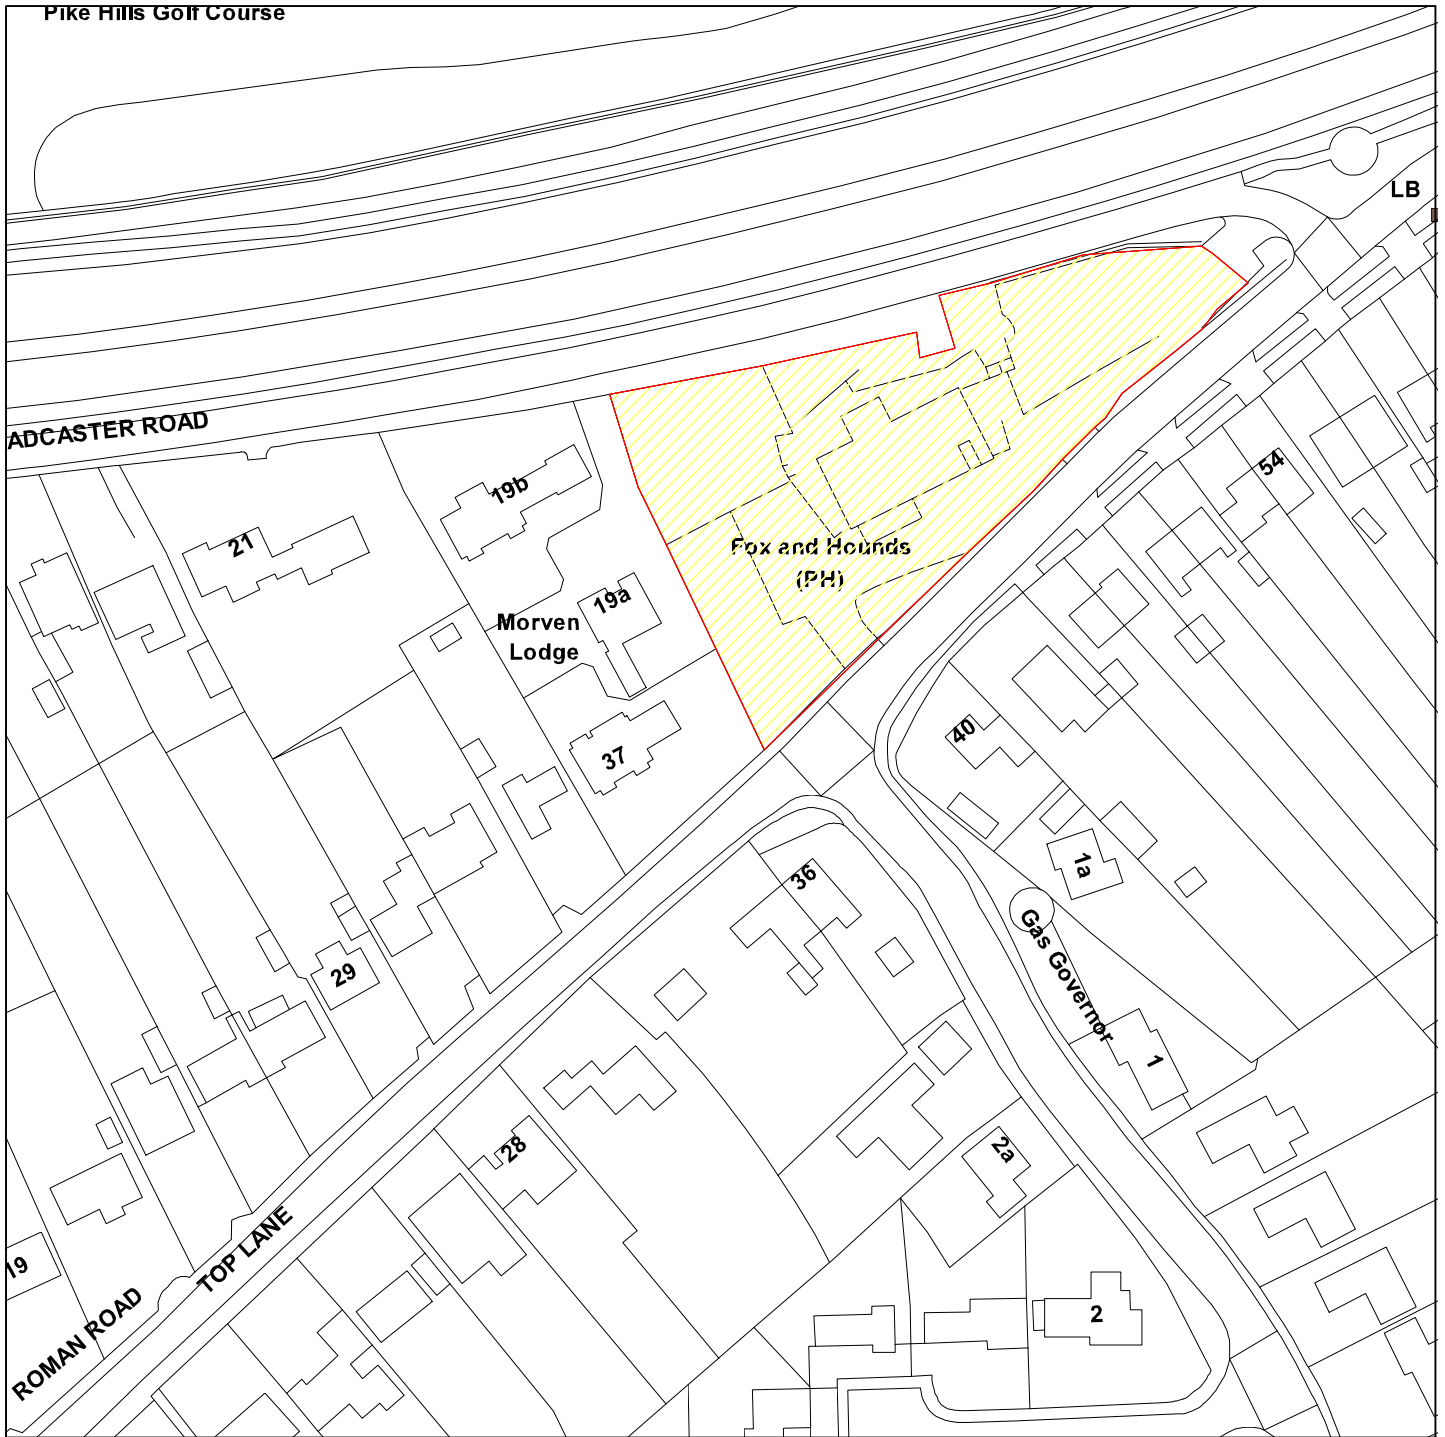 Pike Hills Golf Course
LB
ADCASTER ROAD
19b
54
21
Fox and Hounds
(PH)
19a
Morven
Lodge
40
37
1a
36
Gas Governor
29
1
28
2a
TOP LANE
19
2
ROMAN ROAD